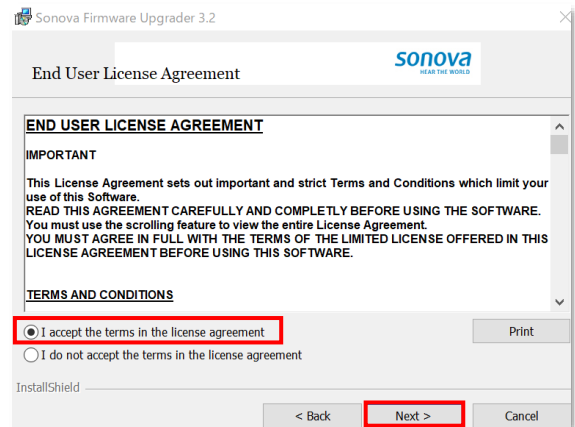 Sonova Firmware Upgrader 3.2
End User License Agreement
sonova
HEAR THE WORLD
END USER LICENSE AGREEMENT
IMPORTANT
This License Agreement sets out important and strict Terms and Conditions which limit your
use of this Software.
READ THIS AGREEMENT CAREFULLY AND COMPLETLY BEFORE USING THE SOFTWARE.
You must use the scrolling feature to view the entire License Agreement.
YOU MUST AGREE IN FULL WITH THE TERMS OF THE LIMITED LICENSE OFFERED IN THIS
LICENSE AGREEMENT BEFORE USING THIS SOFTWARE.
TERMS AND CONDITIONS
I accept the terms in the license agreement
Print
I do not accept the terms in the license agreement
InstallShield
< Back Next > Cancel